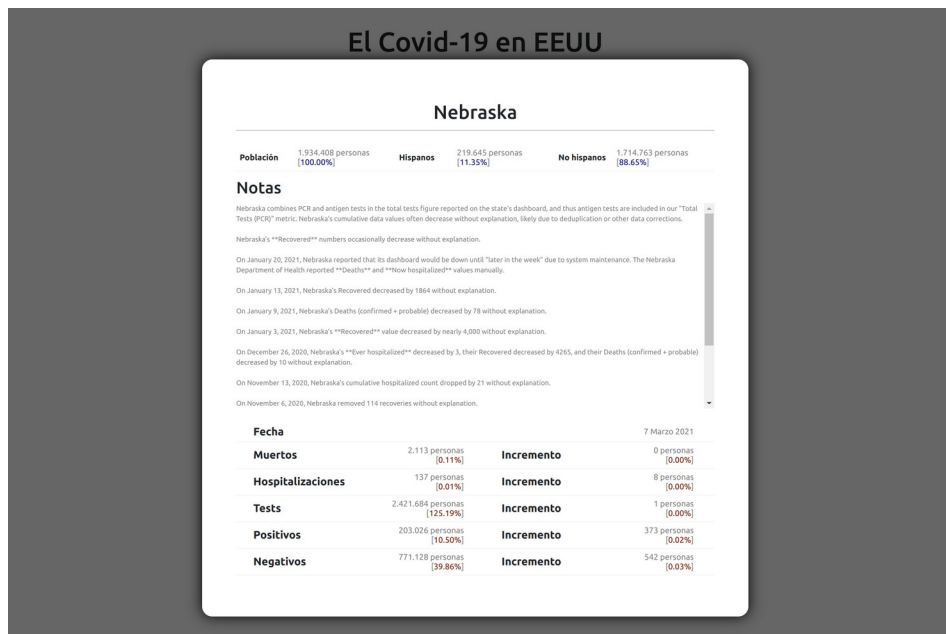 El Covid-19 en EEUU
Nebraska
Población 1.934.408 personas [100.00%] Hispanos 219.645 personas [11.35%] No hispanos 1.714.763 personas [88.65%]
Notas
Nebraska combines PCR and antigen tests in the total tests figure reported on the state's dashboard, and thus antigen tests are included in our "Total
Tests (PCR)" metric. Nebraska's cumulative data values often decrease without explanation, likely due to deduplication or other data corrections.
Nebraska's **Recovered** numbers occasionally decrease without explanation.
On January 20, 2021, Nebraska reported that its dashboard would be down until "later in the week" due to system maintenance. The Nebraska
Department of Health reported **Deaths** and **Now hospitalized** values manually.
On January 13, 2021, Nebraska's Recovered decreased by 1864 without explanation.
On January 9, 2021, Nebraska's Deaths (confirmed + probable) decreased by 78 without explanation.
On January 3, 2021, Nebraska's **Recovered** value decreased by nearly 4,000 without explanation.
On December 26, 2020, Nebraska's **Ever hospitalized** decreased by 3, their Recovered decreased by 4265, and their Deaths (confirmed + probable)
decreased by 10 without explanation.
On November 13, 2020, Nebraska's cumulative hospitalized count dropped by 21 without explanation.
On November 6, 2020, Nebraska removed 114 recoveries without explanation.
Fecha 7 Marzo 2021
Muertos 2.113 personas [0.11%] Incremento 0 personas [0.00%]
Hospitalizaciones 137 personas [0.01%] Incremento 8 personas [0.00%]
Tests 2.421.684 personas [125.19%] Incremento 1 personas [0.00%]
Positivos 203.026 personas [10.50%] Incremento 373 personas [0.02%]
Negativos 771.128 personas [39.86%] Incremento 542 personas [0.03%]